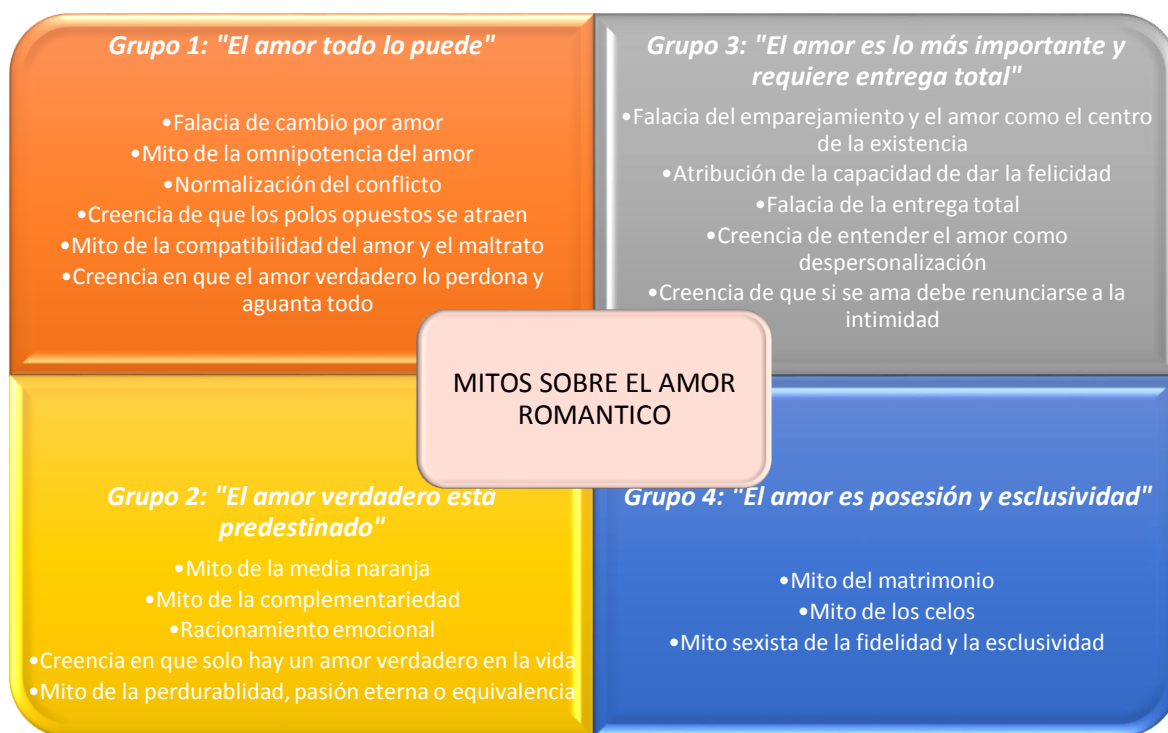 Grupo 1: "El amor todo lo puede"
•Falacia de cambio por amor
•Mito de la omnipotencia del amor
•Normalización del conflicto
•Creencia de que los polos opuestos se atraen
•Mito de la compatibilidad del amor y el maltrato
•Creencia en que el amor verdadero lo perdona y
aguanta todo
Grupo 3: "El amor es lo más importante y
requiere entrega total"
•Falacia del emparejamiento y el amor como el centro
de la existencia
•Atribución de la capacidad de dar la felicidad
•Falacia de la entrega total
•Creencia de entender el amor como
despersonalización
•Creencia de que si se ama debe renunciarse a la
intimidad
MITOS SOBRE EL AMOR
ROMANTICO
Grupo 2: "El amor verdadero está
predestinado"
•Mito de la media naranja
•Mito de la complementariedad
•Racionamiento emocional
•Creencia en que solo hay un amor verdadero en la vida
•Mito de la perdurablidad, pasión eterna o equivalencia
Grupo 4: "El amor es posesión y esclusividad"
•Mito del matrimonio
•Mito de los celos
•Mito sexista de la fidelidad y la esclusividad